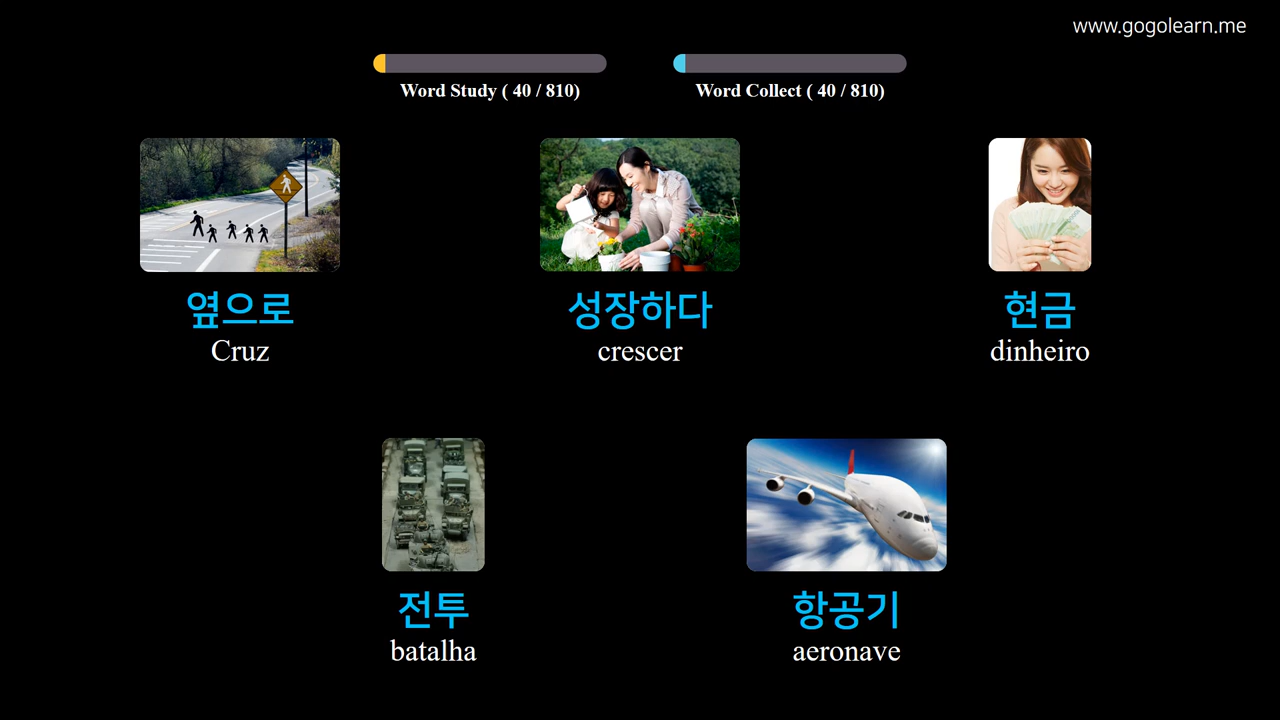 www.gogolearn.me
Word Study ( 40 / 810)
Word Collect ( 40 / 810)
옆으로
Cruz
성장하다
crescer
현금
dinheiro
전투
batalha
항공기
aeronave